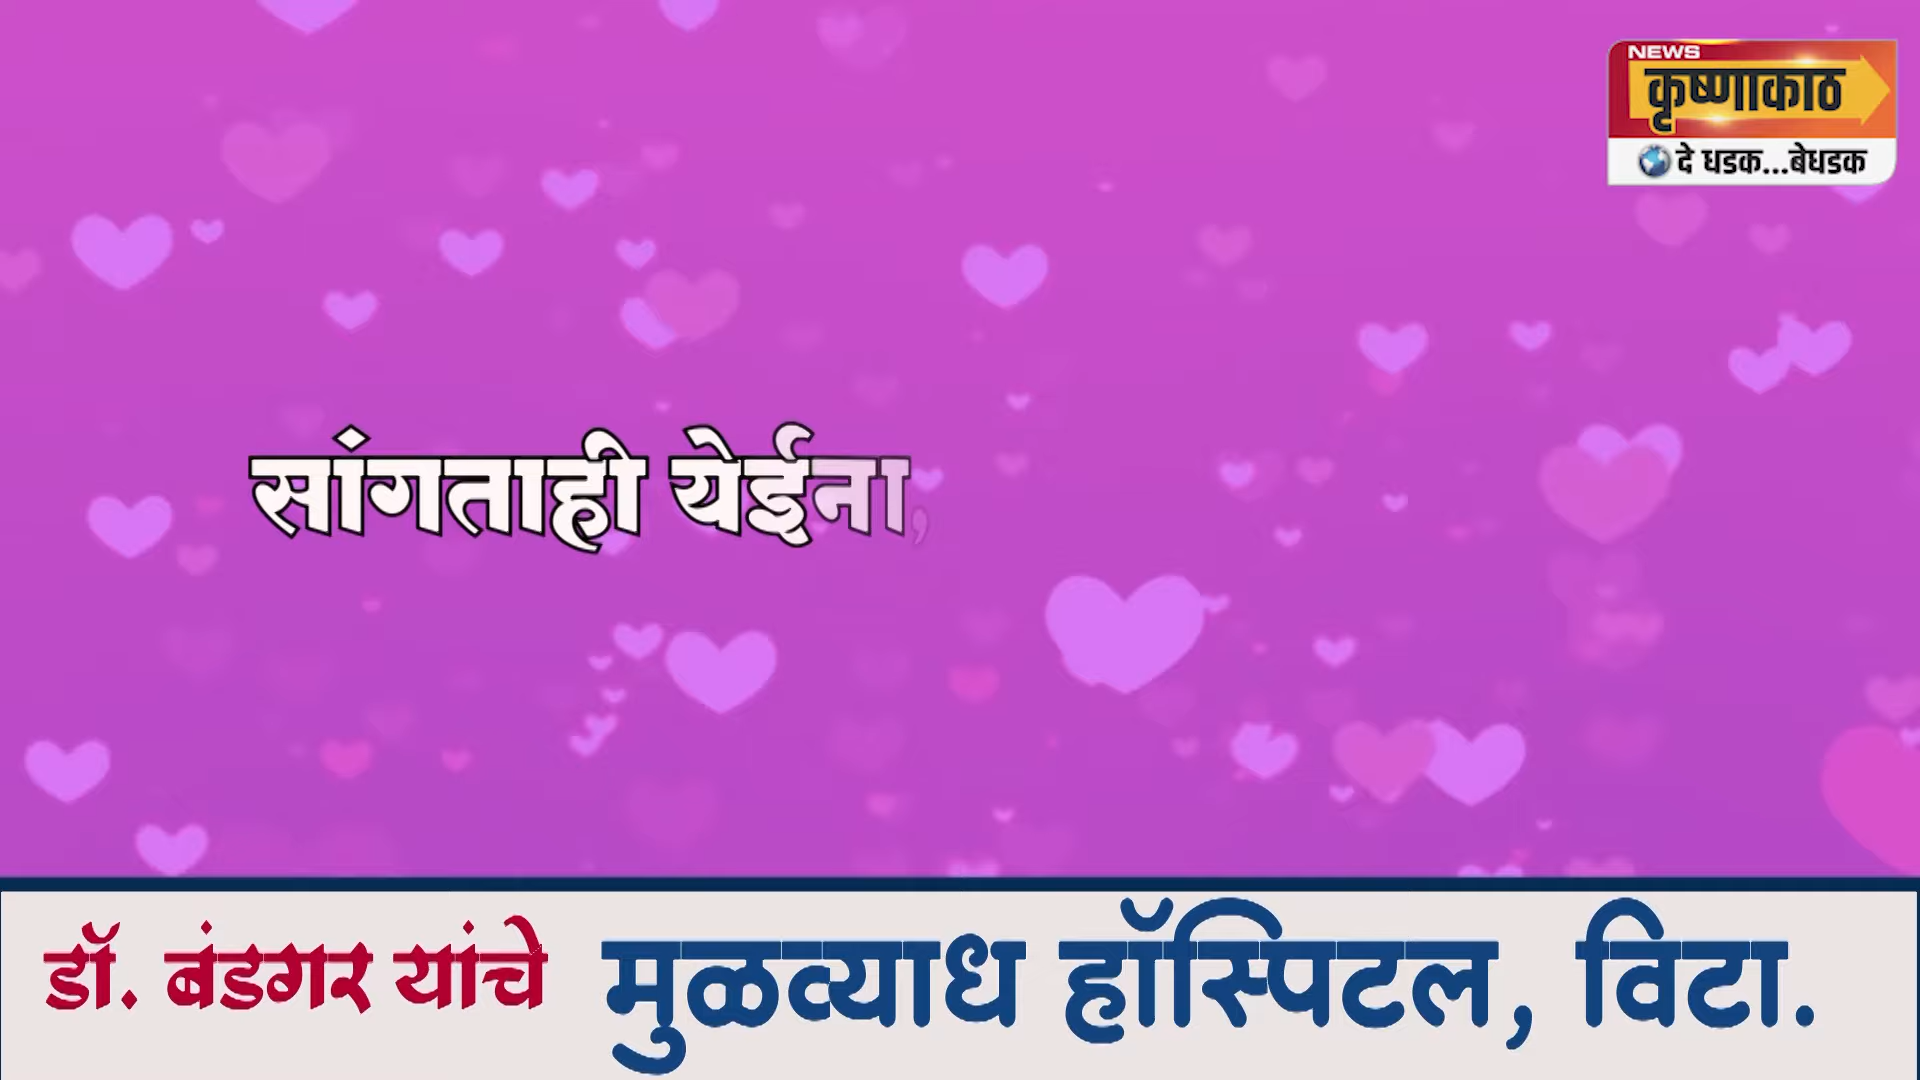 NEWS
कृष्णाकाठ
दे धडक...बेधडक
सांगताही येईना,
डॉ. बंडगर यांचे मुळव्याध हॉस्पिटल, विटा.